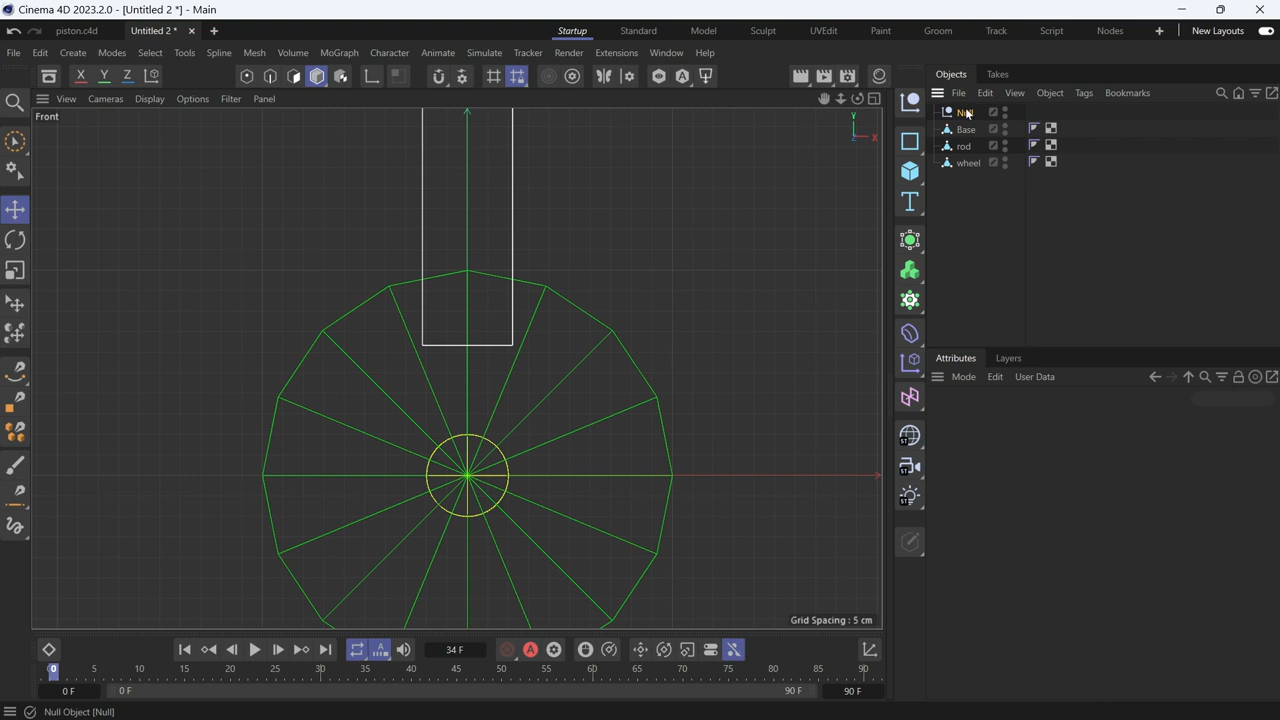 Cinema 4D 2023.2.0 - [Untitled 2 *] - Main
piston.c4d Untitled 2 * Startup Standard Model Sculpt UVEdit Paint Groom Track Script Nodes New Layouts
File Edit Create Modes Select Tools Spline Mesh Volume MoGraph Character Animate Simulate Tracker Render Extensions Window Help
X Y Z
Objects Takes
File Edit View Object Tags Bookmarks
View Cameras Display Options Filter Panel
Front
Y
X
Z
Null
Base
rod
wheel
Attributes Layers
Mode Edit User Data
ST
ST
ST
Grid Spacing : 5 cm
34 F
0 5 10 15 20 25 30 35 40 45 50 55 60 65 70 75 80 85 90
0 F 0 F 90 F 90 F
Null Object [Null]